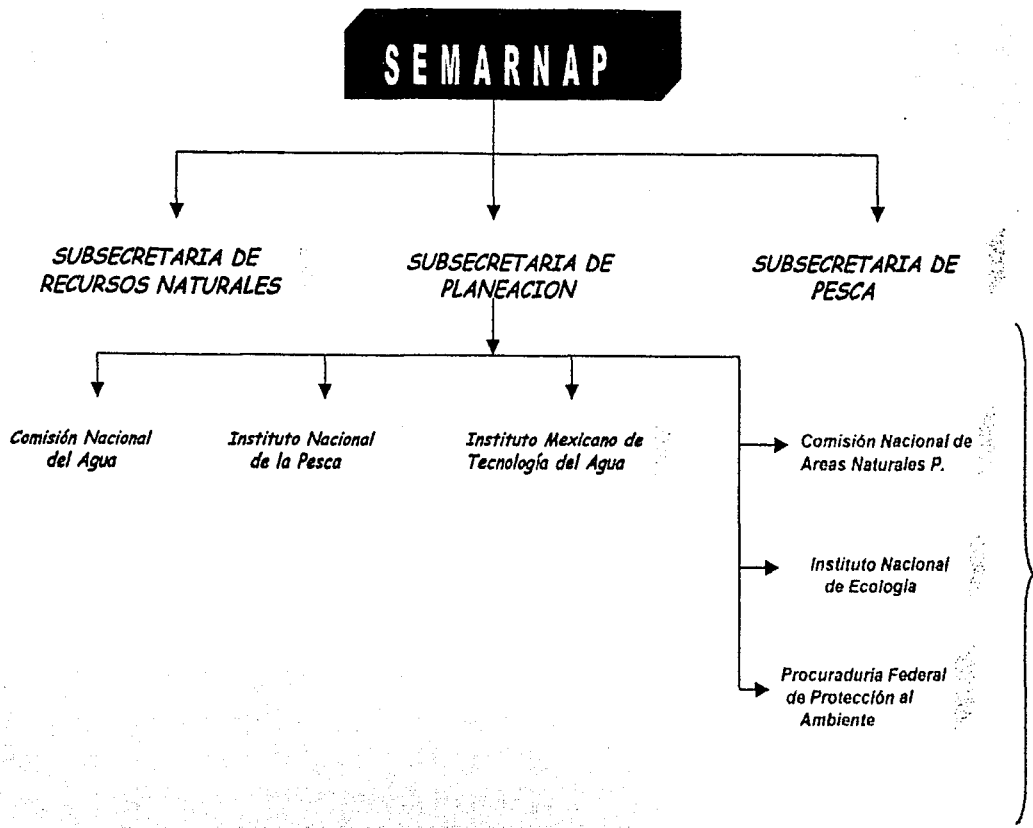 SEMARNAP
SUBSECRETARIA DE
RECURSOS NATURALES
SUBSECRETARIA DE
PLANEACION
SUBSECRETARIA DE
PESCA
Comisión Nacional
del Agua
Instituto Nacional
de la Pesca
Instituto Mexicano de
Tecnología del Agua
Comisión Nacional de
Areas Naturales P.
Instituto Nacional
de Ecología
Procuraduría Federal
de Protección al
Ambiente